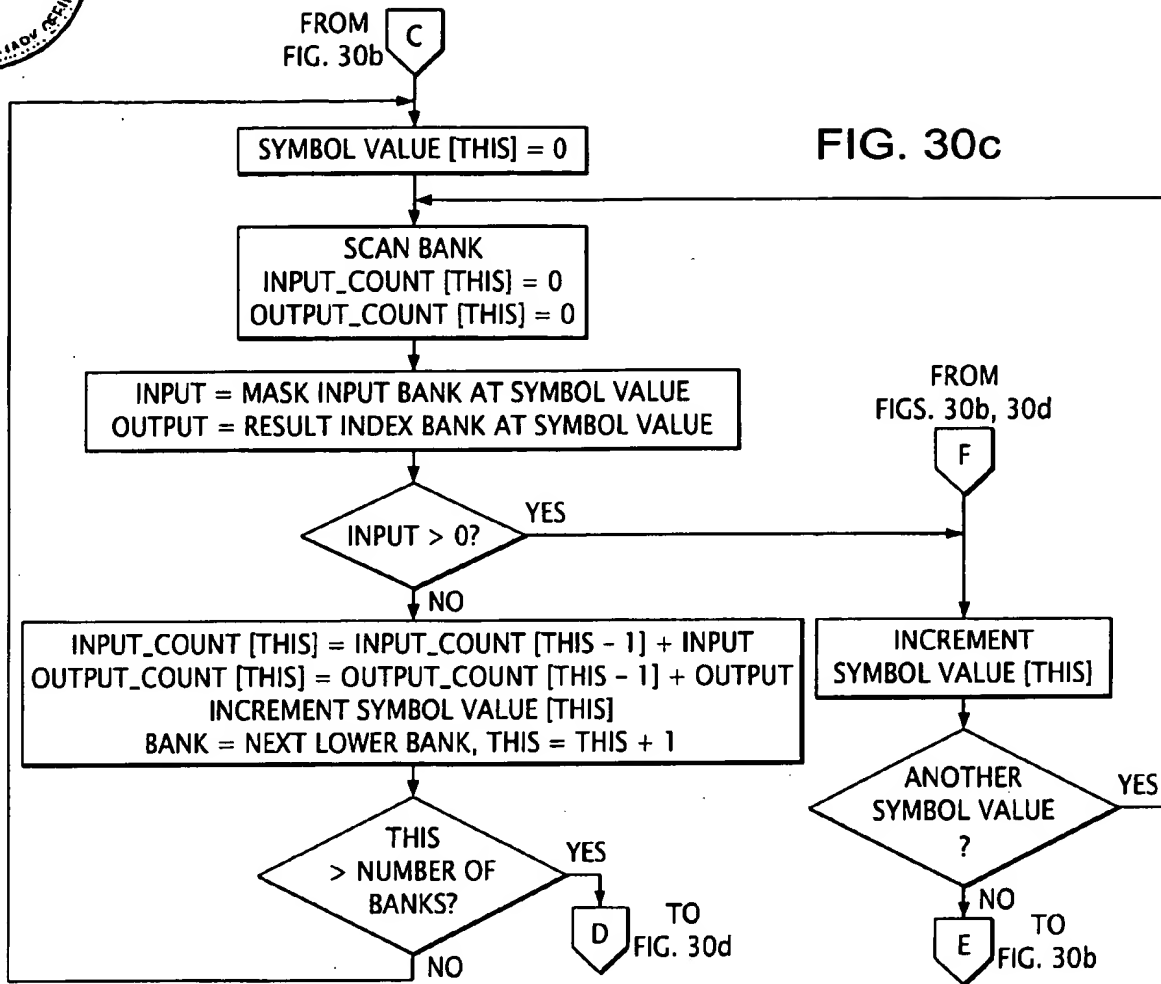 FROM
FIG. 30b
C
FIG. 30c
SYMBOL VALUE [THIS] = 0
SCAN BANK
INPUT_COUNT [THIS] = 0
OUTPUT_COUNT [THIS] = 0
INPUT = MASK INPUT BANK AT SYMBOL VALUE
OUTPUT = RESULT INDEX BANK AT SYMBOL VALUE
FROM
FIGS. 30b, 30d
F
INPUT > 0?
YES
NO
INPUT_COUNT [THIS] = INPUT_COUNT [THIS - 1] + INPUT
OUTPUT_COUNT [THIS] = OUTPUT_COUNT [THIS - 1] + OUTPUT
INCREMENT SYMBOL VALUE [THIS]
BANK = NEXT LOWER BANK, THIS = THIS + 1
INCREMENT
SYMBOL VALUE [THIS]
THIS
> NUMBER OF
BANKS?
YES
NO
D
TO
FIG. 30d
ANOTHER
SYMBOL VALUE
?
YES
NO
E
TO
FIG. 30b